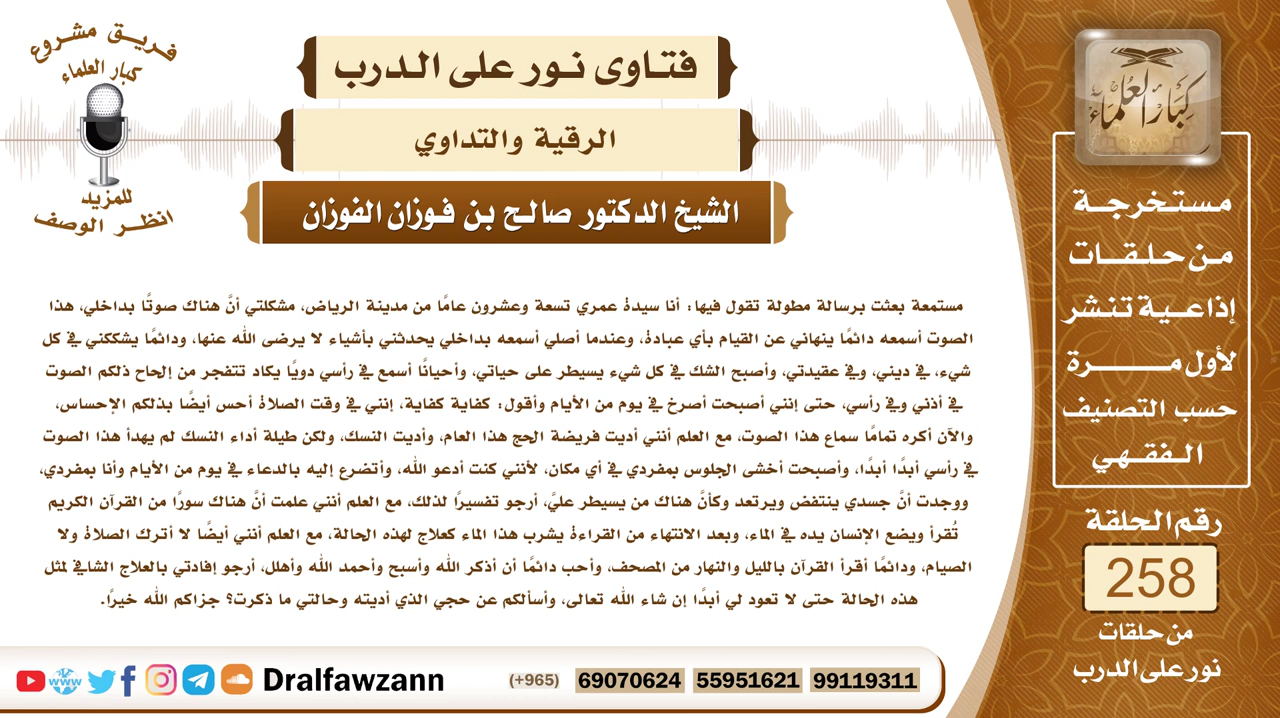 فريق مشروع
كبار العلماء
للمزيد
انظر الوصف
فتاوى نور على الدرب
الرقية والتداوي
الشيخ الدكتور صالح بن فوزان الفوزان
كبار العلماء
مستخرجة
من حلقات
إذاعية تنشر
لأول مرة
حسب التصنيف
الفقهي
رقم الحلقة
258
من حلقات
نور على الدرب
مستمعة بعثت برسالة مطولة تقول فيها: أنا سيدة عمري تسعة وعشرون عامًا من مدينة الرياض، مشكلتي أنَّ هناك صوتًا بداخلي، هذا
الصوت أسمعه دائمًا ينهاني عن القيام بأي عبادة، وعندما أصلي أسمعه بداخلي يحدثني بأشياء لا يرضى الله عنها، ودائمًا يشككني في كل
شيء، في ديني، وفي عقيدتي، وأصبح الشك في كل شيء يسيطر على حياتي، وأحيانًا أسمع في رأسي دويًا يكاد تتفجر من إلحاح ذلكم الصوت
في أذني وفي رأسي، حتى إنني أصبحت أصرخ في يوم من الأيام وأقول: كفاية كفاية، إنني في وقت الصلاة أحس أيضًا بذلكم الإحساس،
والآن أكره تمامًا سماع هذا الصوت، مع العلم أنني أديت فريضة الحج هذا العام، وأديت النسك، ولكن طيلة أداء النسك لم يهدأ هذا الصوت
في رأسي أبدًا أبدًا، وأصبحت أخشى الجلوس بمفردي في أي مكان، لأنني كنت أدعو الله، وأتضرع إليه بالدعاء في يوم من الأيام وأنا بمفردي،
ووجدت أنَّ جسدي ينتفض ويرتعد وكأنَّ هناك من يسيطر عليَّ، أرجو تفسيرًا لذلك، مع العلم أنني علمت أنَّ هناك سورًا من القرآن الكريم
تُقرأ ويضع الإنسان يده في الماء، وبعد الانتهاء من القراءة يشرب هذا الماء كعلاج لهذه الحالة، مع العلم أنني أيضًا لا أترك الصلاة ولا
الصيام، ودائمًا أقرأ القرآن بالليل والنهار من المصحف، وأحب دائمًا أن أذكر الله وأسبح وأحمد الله وأهلل، أرجو إفادتي بالعلاج الشافي لمثل
هذه الحالة حتى لا تعود لي أبدًا إن شاء الله تعالى، وأسألكم عن حجي الذي أديته وحالتي ما ذكرت؟ جزاكم الله خيرًا.
www Dralfawzann (+965) 69070624 55951621 99119311